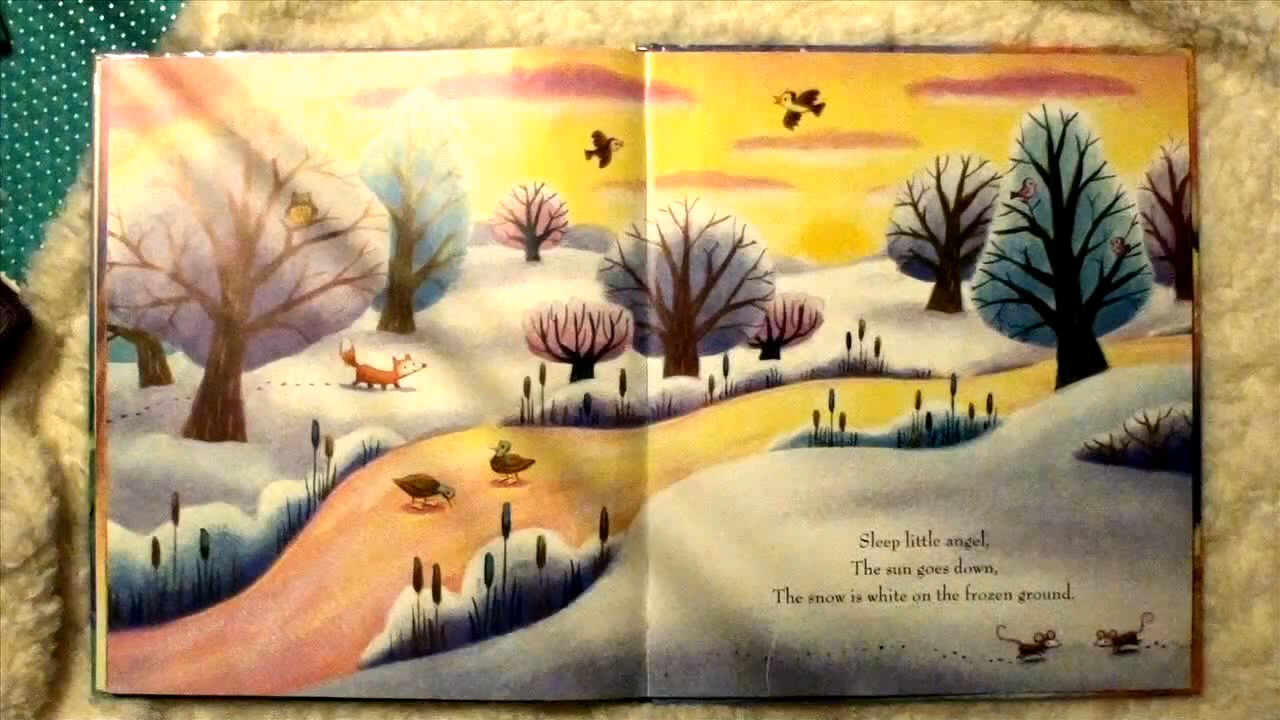 Sleep little angel,
The sun goes down,
The snow is white on the frozen ground.